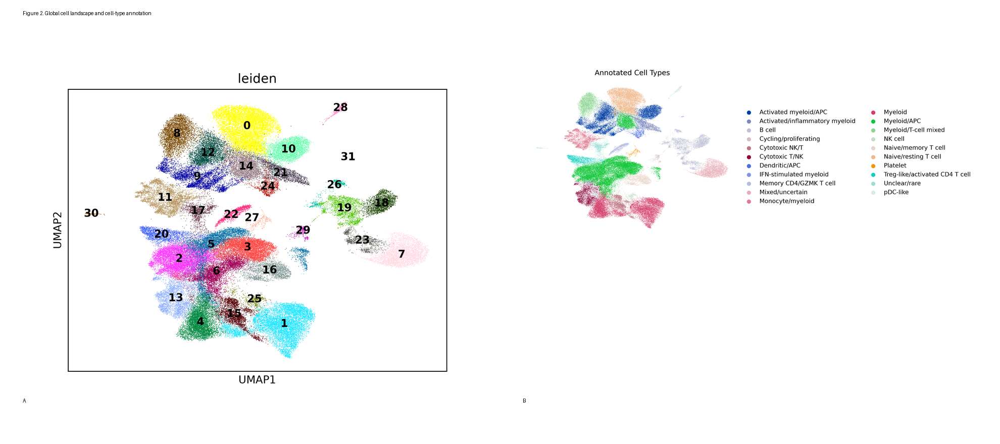 Figure 2. Global cell landscape and cell-type annotation
leiden
28
0
8
10
12
31
14
21
9
26
24
11
18
19
17
30
22
27
29
20
23
5
3
7
2
16
6
13
25
15
4
1
UMAP2
UMAP1
A
Annotated Cell Types
Activated myeloid/APC
Activated/inflammatory myeloid
B cell
Cycling/proliferating
Cytotoxic NK/T
Cytotoxic T/NK
Dendritic/APC
IFN-stimulated myeloid
Memory CD4/GZMK T cell
Mixed/uncertain
Monocyte/myeloid
Myeloid
Myeloid/APC
Myeloid/T-cell mixed
NK cell
Naive/memory T cell
Naive/resting T cell
Platelet
Treg-like/activated CD4 T cell
Unclear/rare
pDC-like
B